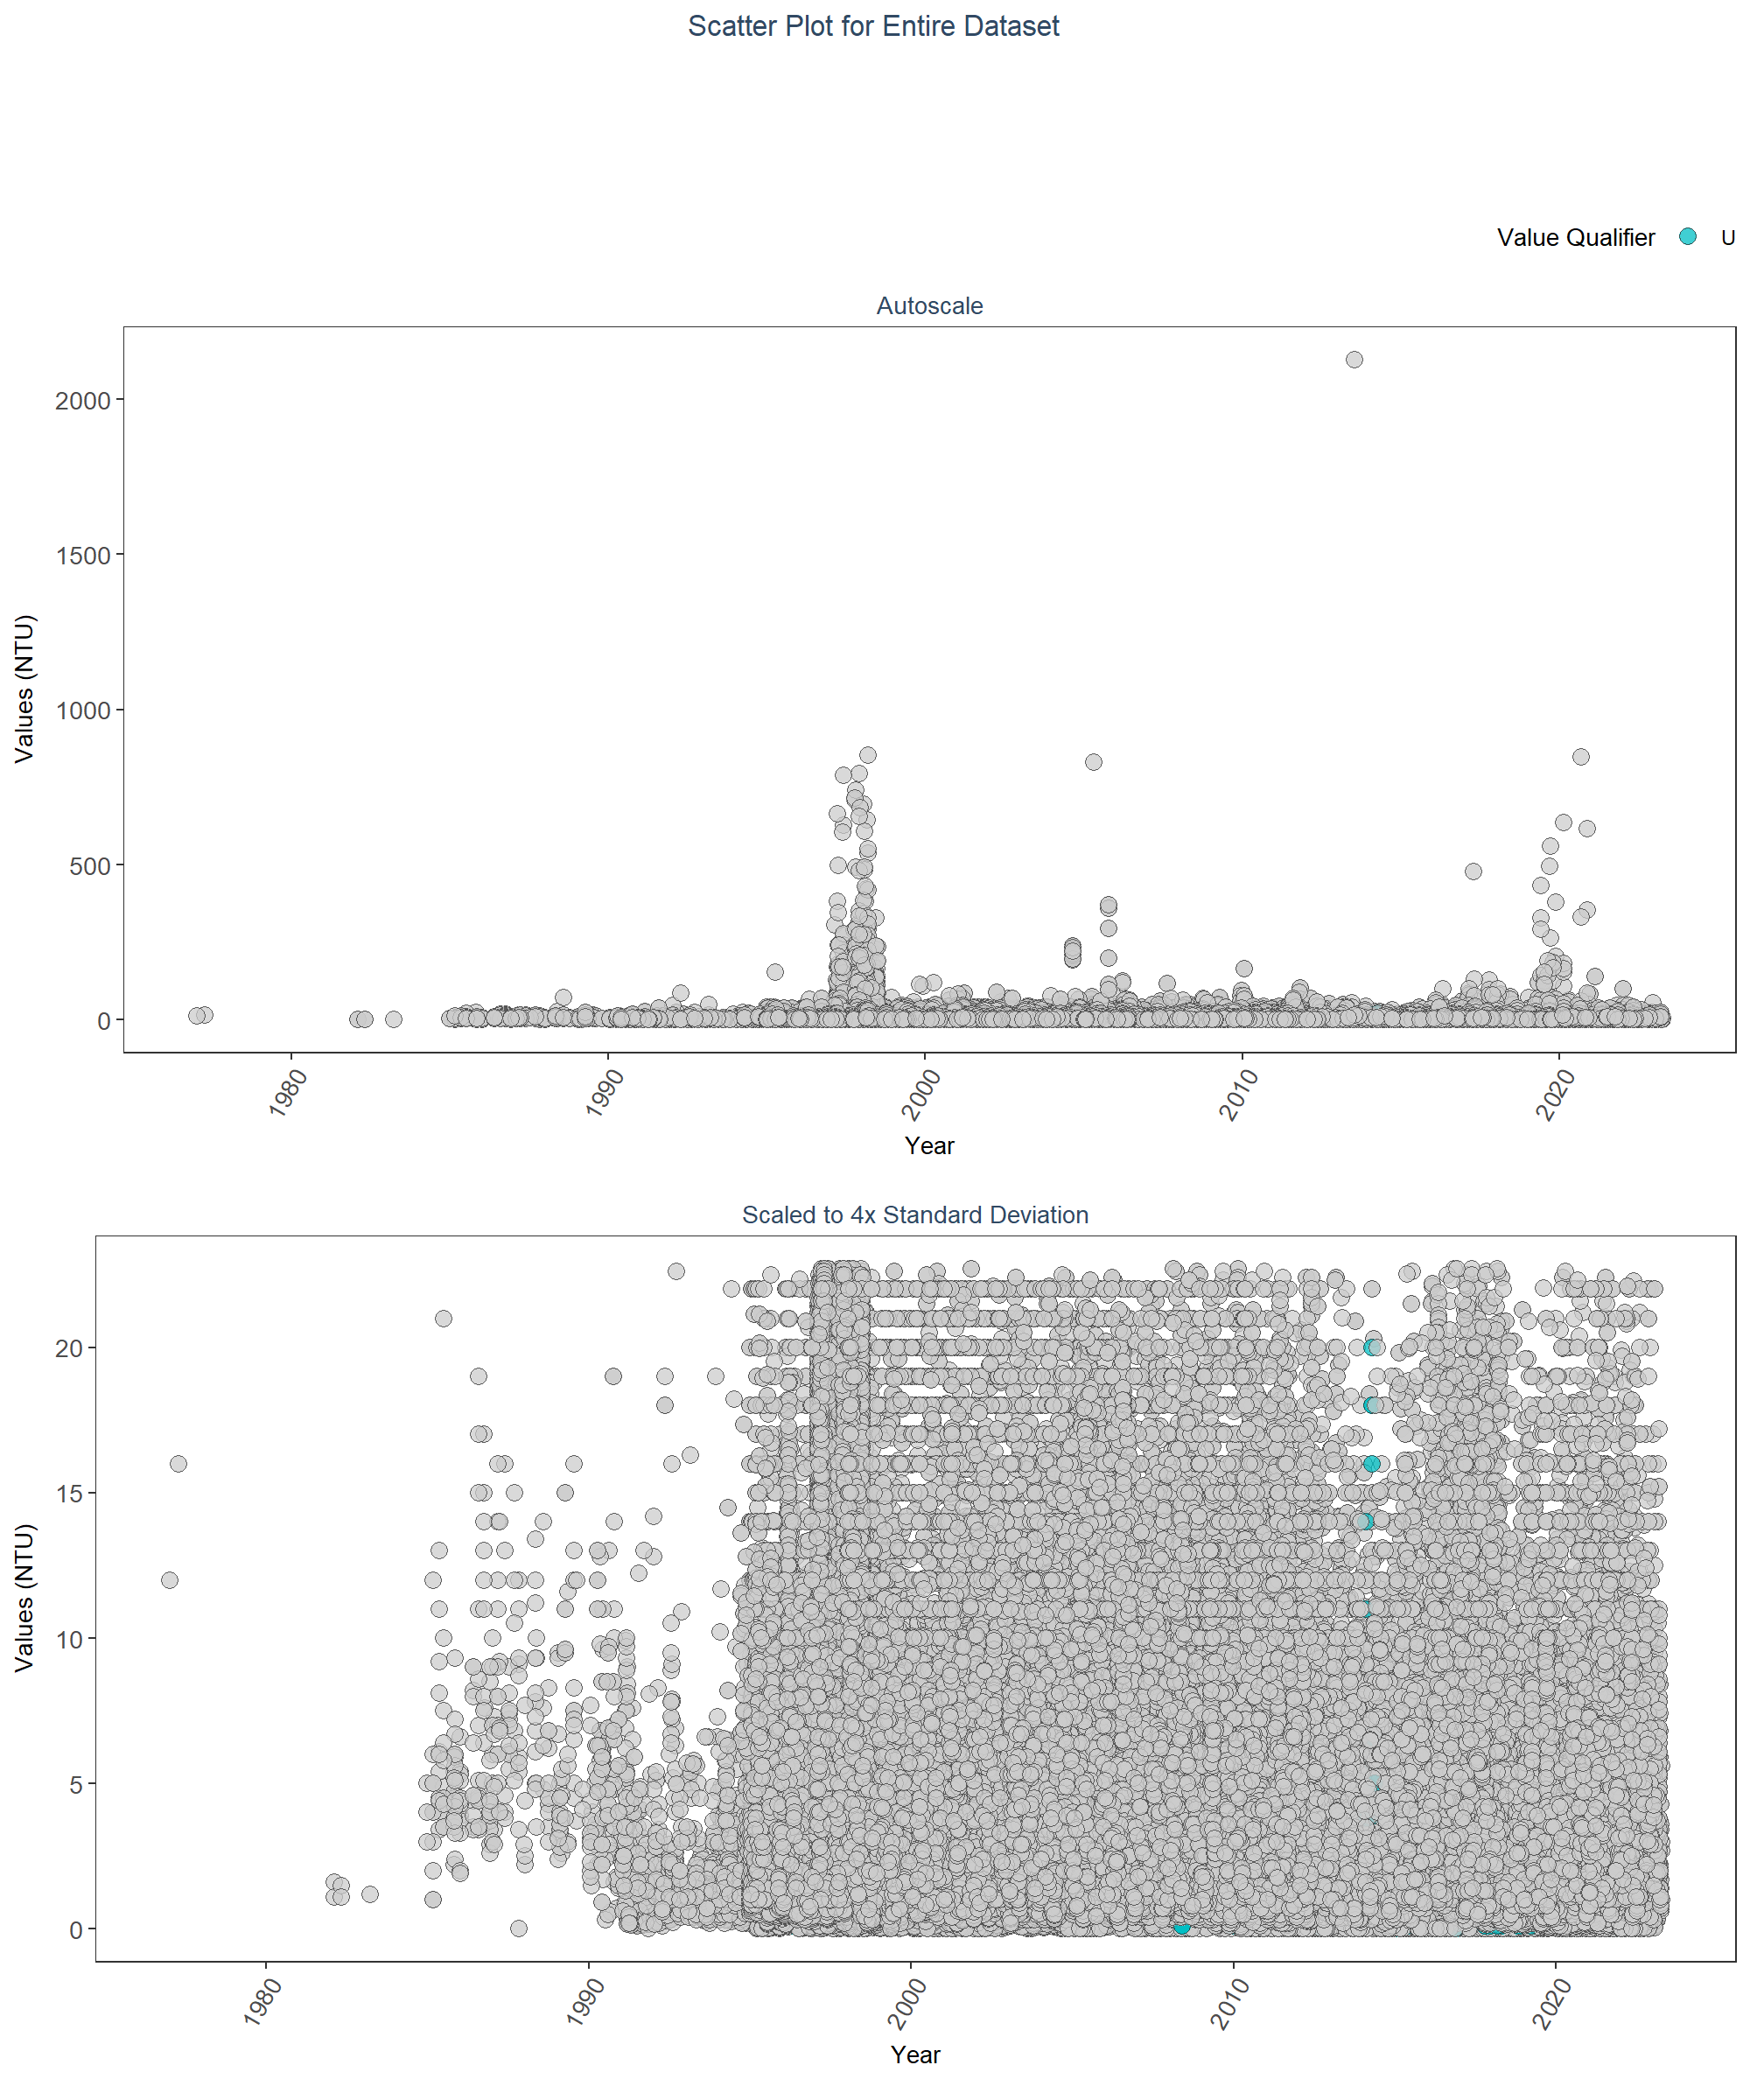 Scatter Plot for Entire Dataset
Value Qualifier U
Autoscale
Values (NTU)
2000
1500
1000
500
0
1980 1990 2000 2010 2020
Year
Scaled to 4x Standard Deviation
Values (NTU)
20
15
10
5
0
1980 1990 2000 2010 2020
Year